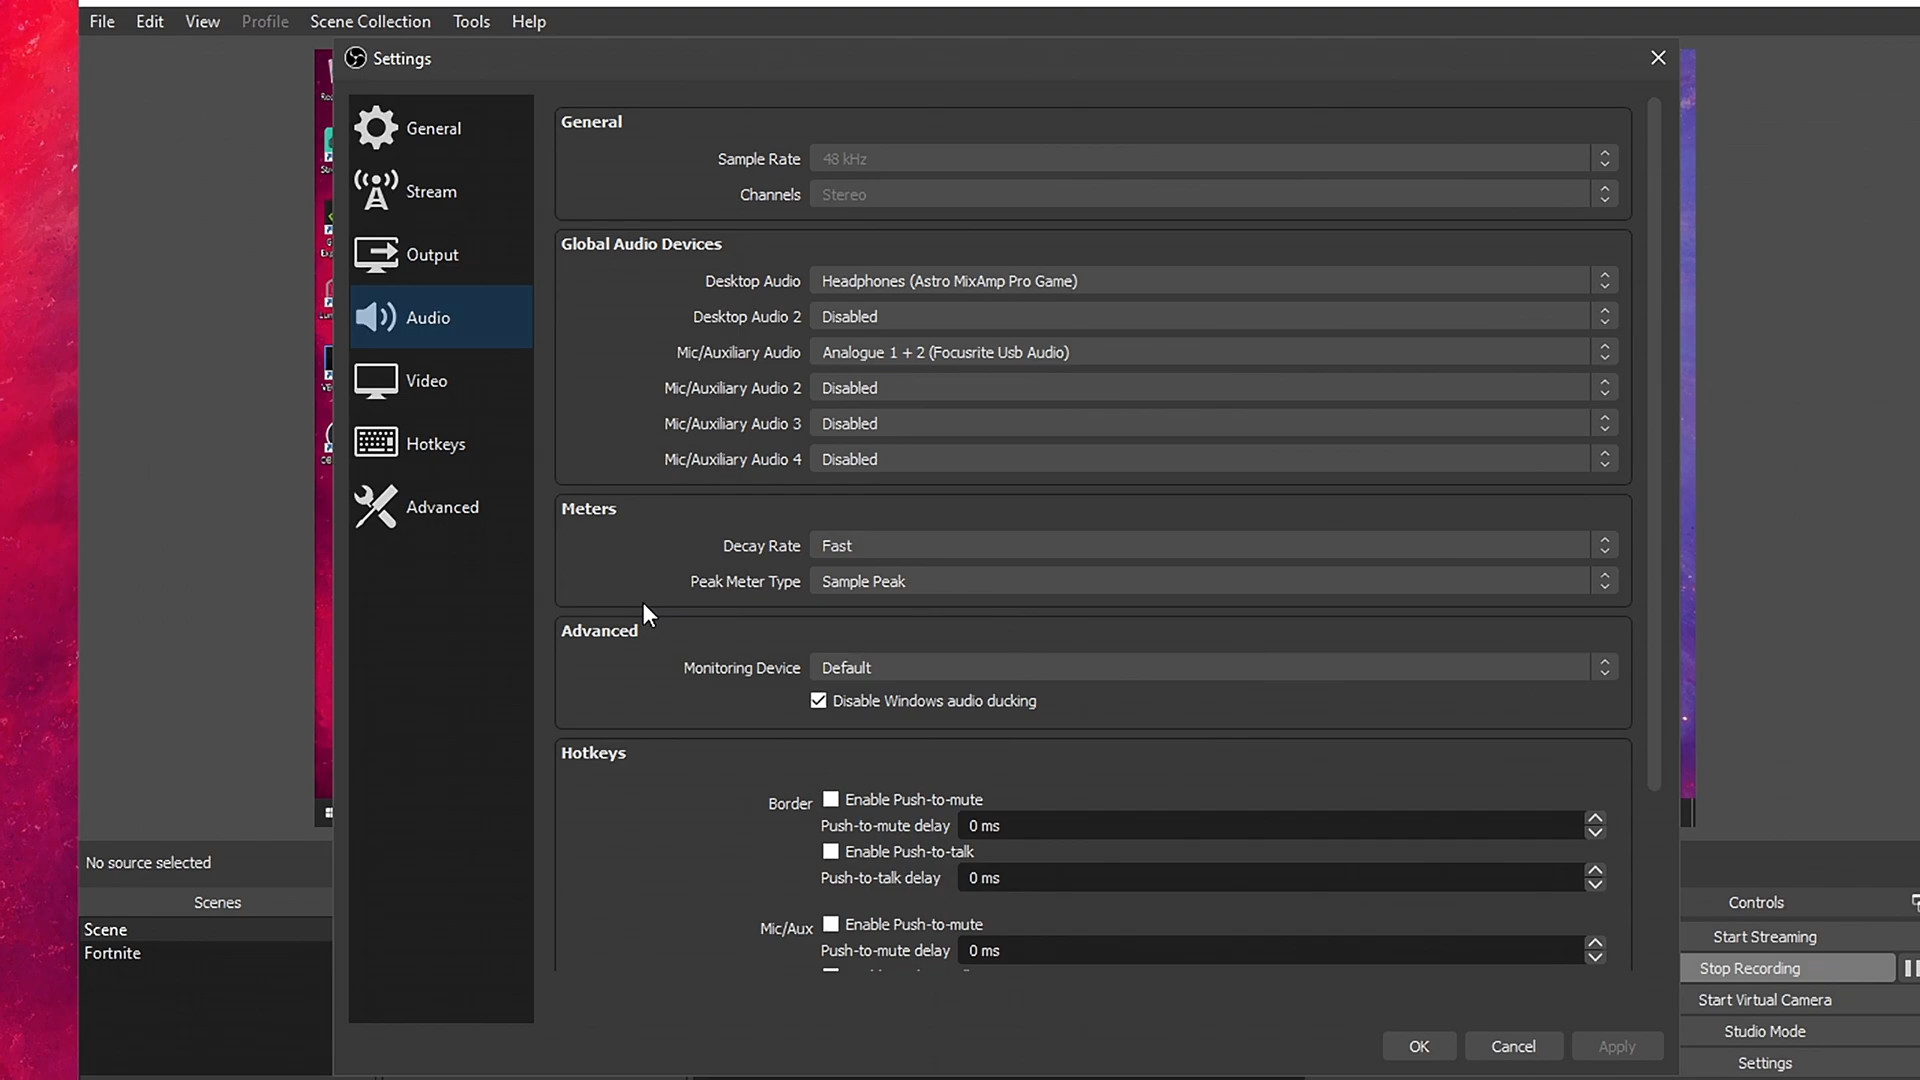 File Edit View Profile Scene Collection Tools Help
Settings
General
Stream
Output
Audio
Video
Hotkeys
Advanced
General
Sample Rate 48 kHz
Channels Stereo
Global Audio Devices
Desktop Audio Headphones (Astro MixAmp Pro Game)
Desktop Audio 2 Disabled
Mic/Auxiliary Audio Analogue 1 + 2 (Focusrite Usb Audio)
Mic/Auxiliary Audio 2 Disabled
Mic/Auxiliary Audio 3 Disabled
Mic/Auxiliary Audio 4 Disabled
Meters
Decay Rate Fast
Peak Meter Type Sample Peak
Advanced
Monitoring Device Default
Disable Windows audio ducking
Hotkeys
Border Enable Push-to-mute
Push-to-mute delay 0 ms
Enable Push-to-talk
Push-to-talk delay 0 ms
Mic/Aux Enable Push-to-mute
Push-to-mute delay 0 ms
OK Cancel Apply
No source selected
Scenes
Scene
Fortnite
Controls
Start Streaming
Stop Recording
Start Virtual Camera
Studio Mode
Settings